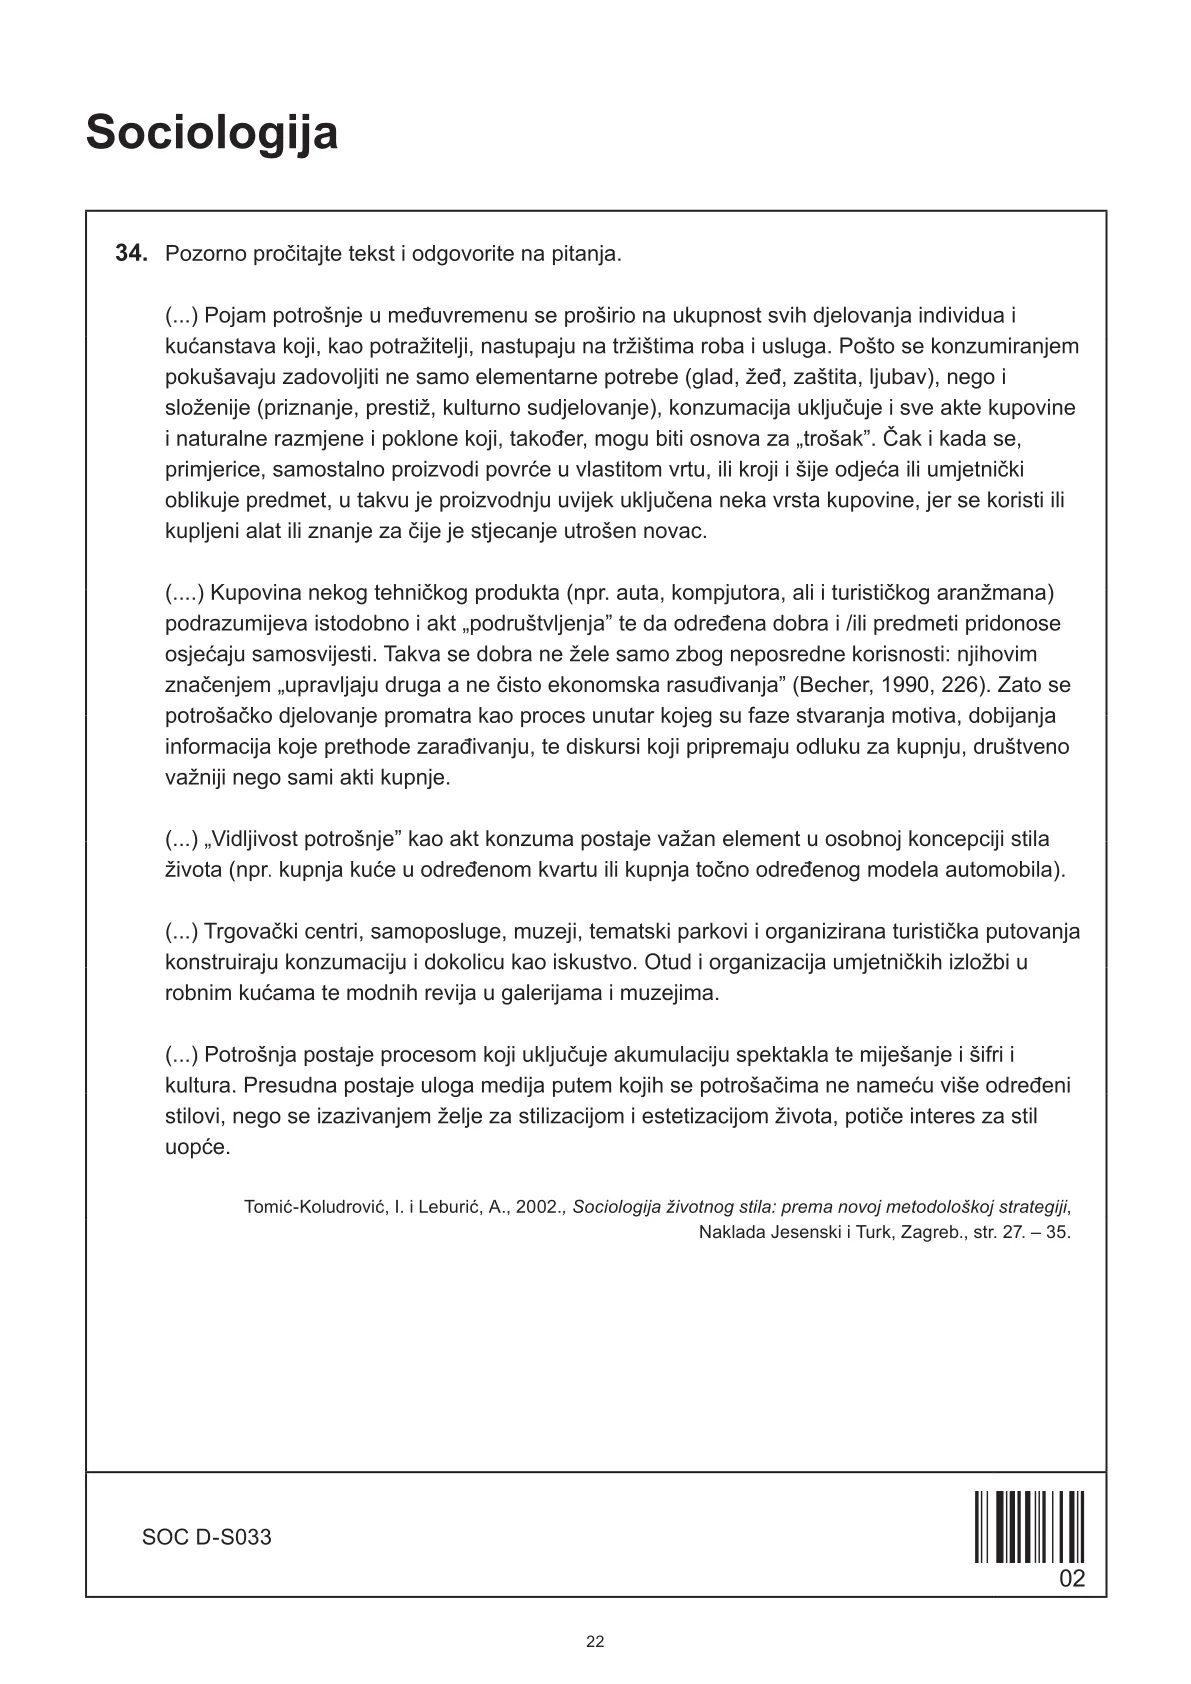 Sociologija
34. Pozorno pročitajte tekst i odgovorite na pitanja.
(...) Pojam potrošnje u međuvremenu se proširio na ukupnost svih djelovanja individua i
kućanstava koji, kao potražitelji, nastupaju na tržištima roba i usluga. Pošto se konzumiranjem
pokušavaju zadovoljiti ne samo elementarne potrebe (glad, žeđ, zaštita, ljubav), nego i
složenije (priznanje, prestiž, kulturno sudjelovanje), konzumacija uključuje i sve akte kupovine
i naturalne razmjene i poklone koji, također, mogu biti osnova za „trošak”. Čak i kada se,
primjerice, samostalno proizvodi povrće u vlastitom vrtu, ili kroji i šije odjeća ili umjetnički
oblikuje predmet, u takvu je proizvodnju uvijek uključena neka vrsta kupovine, jer se koristi ili
kupljeni alat ili znanje za čije je stjecanje utrošen novac.
(....) Kupovina nekog tehničkog produkta (npr. auta, kompjutora, ali i turističkog aranžmana)
podrazumijeva istodobno i akt „podruštvljenja” te da određena dobra i /ili predmeti pridonose
osjećaju samosvijesti. Takva se dobra ne žele samo zbog neposredne korisnosti: njihovim
značenjem „upravljaju druga a ne čisto ekonomska rasuđivanja” (Becher, 1990, 226). Zato se
potrošačko djelovanje promatra kao proces unutar kojeg su faze stvaranja motiva, dobijanja
informacija koje prethode zarađivanju, te diskursi koji pripremaju odluku za kupnju, društveno
važniji nego sami akti kupnje.
(...) „Vidljivost potrošnje” kao akt konzuma postaje važan element u osobnoj koncepciji stila
života (npr. kupnja kuće u određenom kvartu ili kupnja točno određenog modela automobila).
(...) Trgovački centri, samoposluge, muzeji, tematski parkovi i organizirana turistička putovanja
konstruiraju konzumaciju i dokolicu kao iskustvo. Otud i organizacija umjetničkih izložbi u
robnim kućama te modnih revija u galerijama i muzejima.
(...) Potrošnja postaje procesom koji uključuje akumulaciju spektakla te miješanje i šifri i
kultura. Presudna postaje uloga medija putem kojih se potrošačima ne nameću više određeni
stilovi, nego se izazivanjem želje za stilizacijom i estetizacijom života, potiče interes za stil
uopće.
Tomić-Koludrović, I. i Leburić, A., 2002., Sociologija životnog stila: prema novoj metodološkoj strategiji,
Naklada Jesenski i Turk, Zagreb., str. 27. – 35.
SOC D-S033
02
22